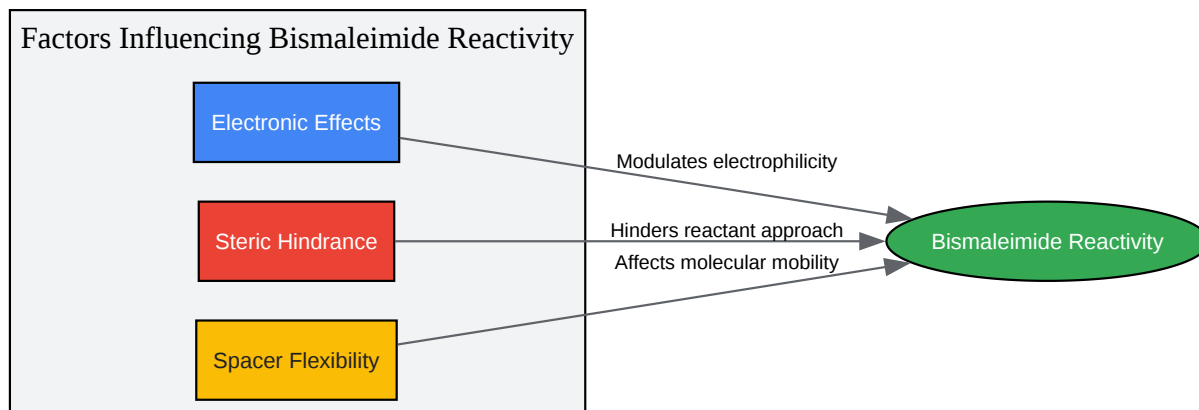 Factors Influencing Bismaleimide Reactivity
Electronic Effects
Modulates electrophilicity
Steric Hindrance
Hinders reactant approach
Bismaleimide Reactivity
Affects molecular mobility
Spacer Flexibility